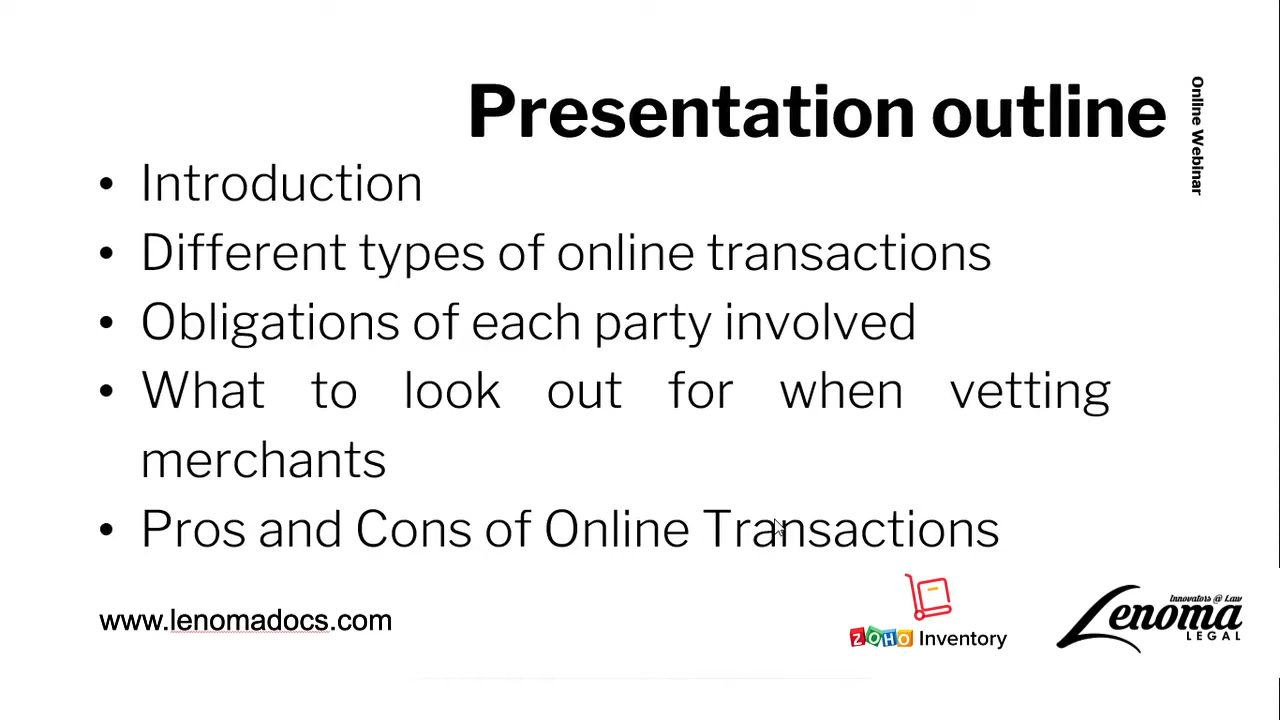 Presentation outline
Online Webinar
• Introduction
• Different types of online transactions
• Obligations of each party involved
• What to look out for when vetting
merchants
• Pros and Cons of Online Transactions
www.lenomadocs.com
ZOHO Inventory
Innovators @ Law
Lenoma
LEGAL